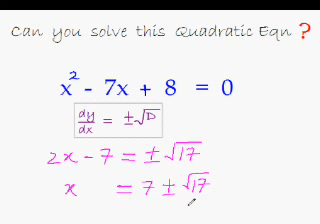 Can you solve this Quadratic Eqn ?
x² - 7x + 8 = 0
dy/dx = ±√D
2x - 7 = ±√17
x = 7 ± √17